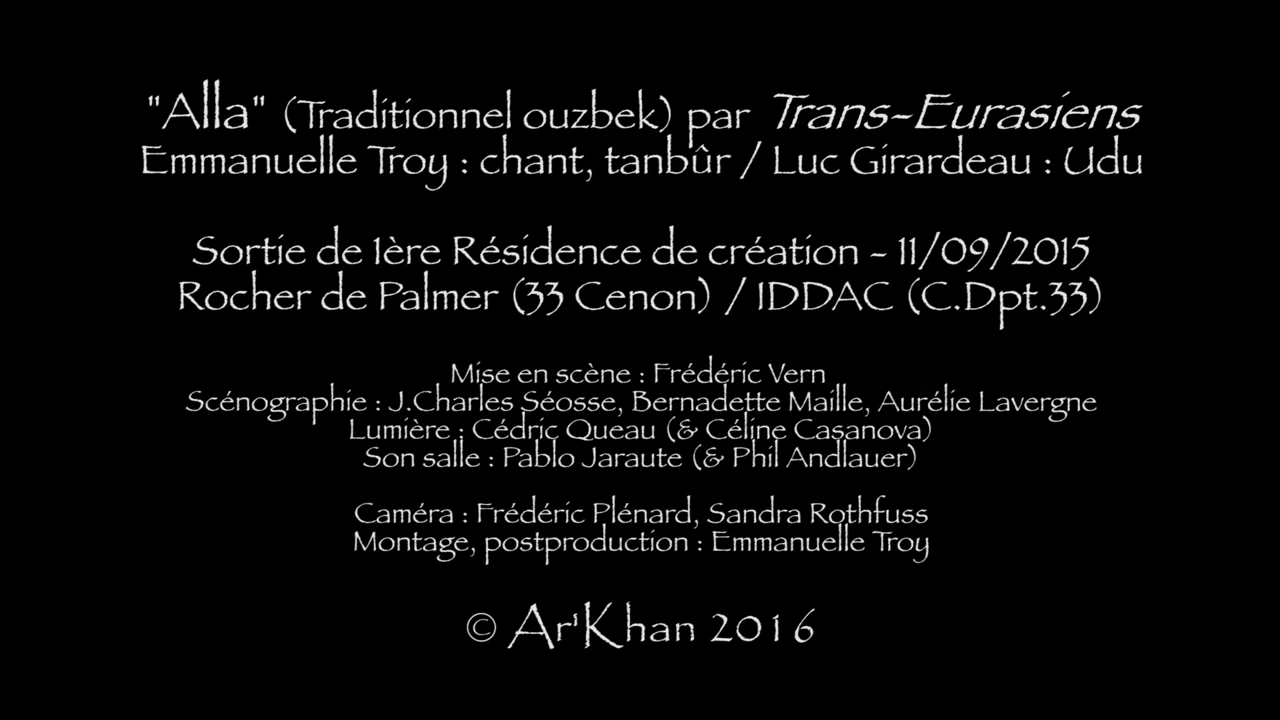 "Alla" (Traditionnel ouzbek) par Trans-Eurasiens
Emmanuelle Troy : chant, tanbûr / Luc Girardeau : Udu
Sortie de 1ère Résidence de création - 11/09/2015
Rocher de Palmer (33 Cenon) / IDDAC (C.Dpt.33)
Mise en scène : Frédéric Vern
Scénographie : J.Charles Séosse, Bernadette Maille, Aurélie Lavergne
Lumière : Cédric Queau (& Céline Casanova)
Son salle : Pablo Jaraute (& Phil Andlauer)
Caméra : Frédéric Plénard, Sandra Rothfuss
Montage, postproduction : Emmanuelle Troy
© Ar'Khan 2016